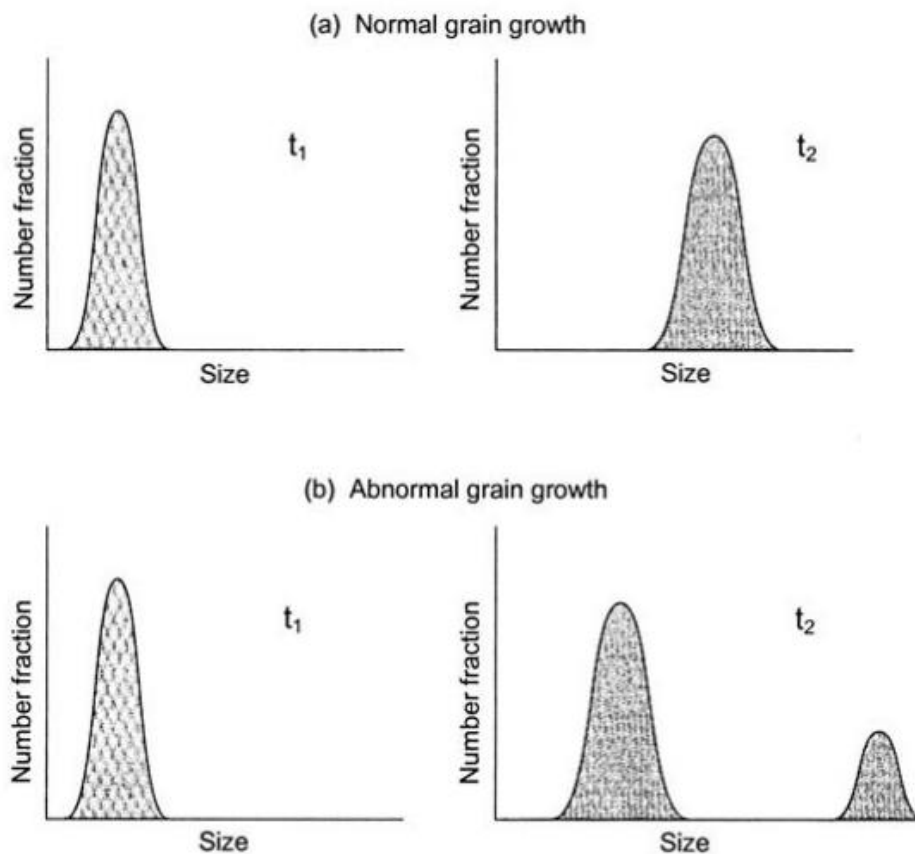 (a) Normal grain growth
Number fraction
t₁
Size
Number fraction
t₂
Size
(b) Abnormal grain growth
Number fraction
t₁
Size
Number fraction
t₂
Size